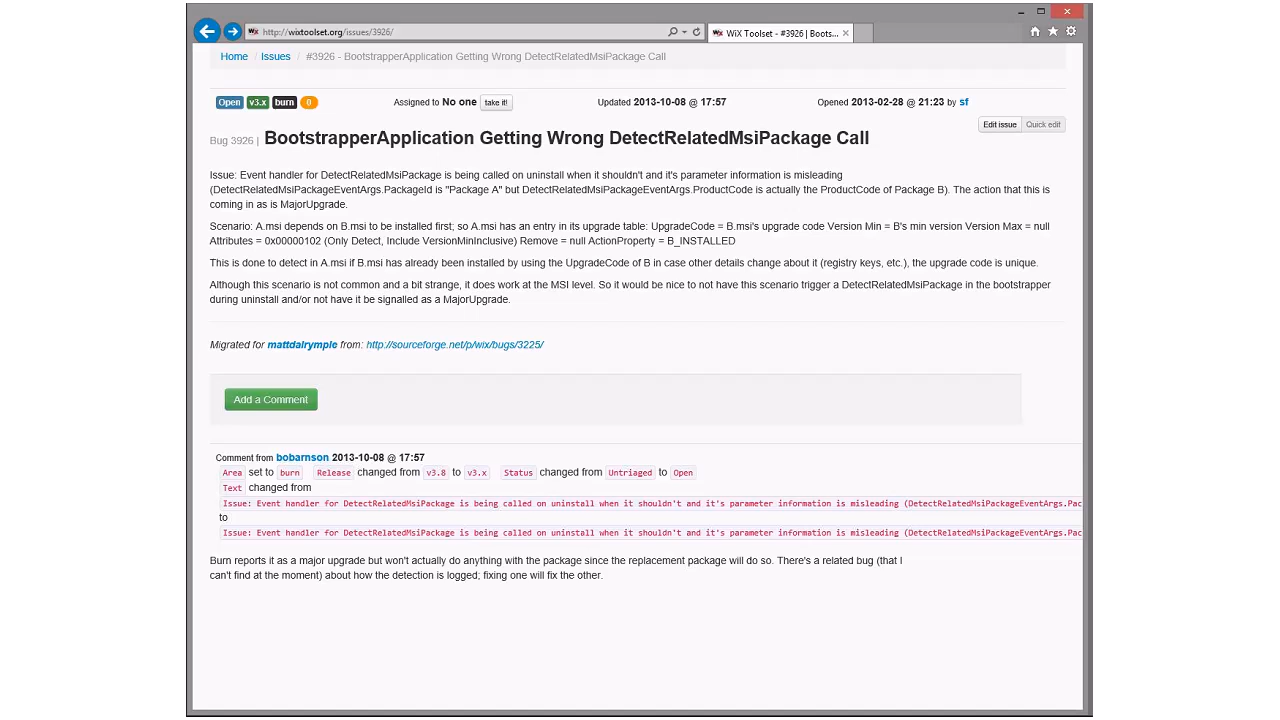 http://wixtoolset.org/issues/3926/
WiX Toolset - #3926 | Boots...
Home / Issues / #3926 - BootstrapperApplication Getting Wrong DetectRelatedMsiPackage Call
Open v3.x burn 0 Assigned to No one take it! Updated 2013-10-08 @ 17:57 Opened 2013-02-28 @ 21:23 by sf
Edit issue Quick edit
Bug 3926 | BootstrapperApplication Getting Wrong DetectRelatedMsiPackage Call
Issue: Event handler for DetectRelatedMsiPackage is being called on uninstall when it shouldn't and it's parameter information is misleading
(DetectRelatedMsiPackageEventArgs.PackageId is "Package A" but DetectRelatedMsiPackageEventArgs.ProductCode is actually the ProductCode of Package B). The action that this is
coming in as is MajorUpgrade.
Scenario: A.msi depends on B.msi to be installed first; so A.msi has an entry in its upgrade table: UpgradeCode = B.msi's upgrade code Version Min = B's min version Version Max = null
Attributes = 0x00000102 (Only Detect, Include VersionMinInclusive) Remove = null ActionProperty = B_INSTALLED
This is done to detect in A.msi if B.msi has already been installed by using the UpgradeCode of B in case other details change about it (registry keys, etc.), the upgrade code is unique.
Although this scenario is not common and a bit strange, it does work at the MSI level. So it would be nice to not have this scenario trigger a DetectRelatedMsiPackage in the bootstrapper
during uninstall and/or not have it be signalled as a MajorUpgrade.
Migrated for mattdalrymple from: http://sourceforge.net/p/wix/bugs/3225/
Add a Comment
Comment from bobarnson 2013-10-08 @ 17:57
Area set to burn Release changed from v3.8 to v3.x Status changed from Untriaged to Open
Text changed from
Issue: Event handler for DetectRelatedMsiPackage is being called on uninstall when it shouldn't and it's parameter information is misleading (DetectRelatedMsiPackageEventArgs.Pac
to
Issue: Event handler for DetectRelatedMsiPackage is being called on uninstall when it shouldn't and it's parameter information is misleading (DetectRelatedMsiPackageEventArgs.Pac
Burn reports it as a major upgrade but won't actually do anything with the package since the replacement package will do so. There's a related bug (that I
can't find at the moment) about how the detection is logged; fixing one will fix the other.